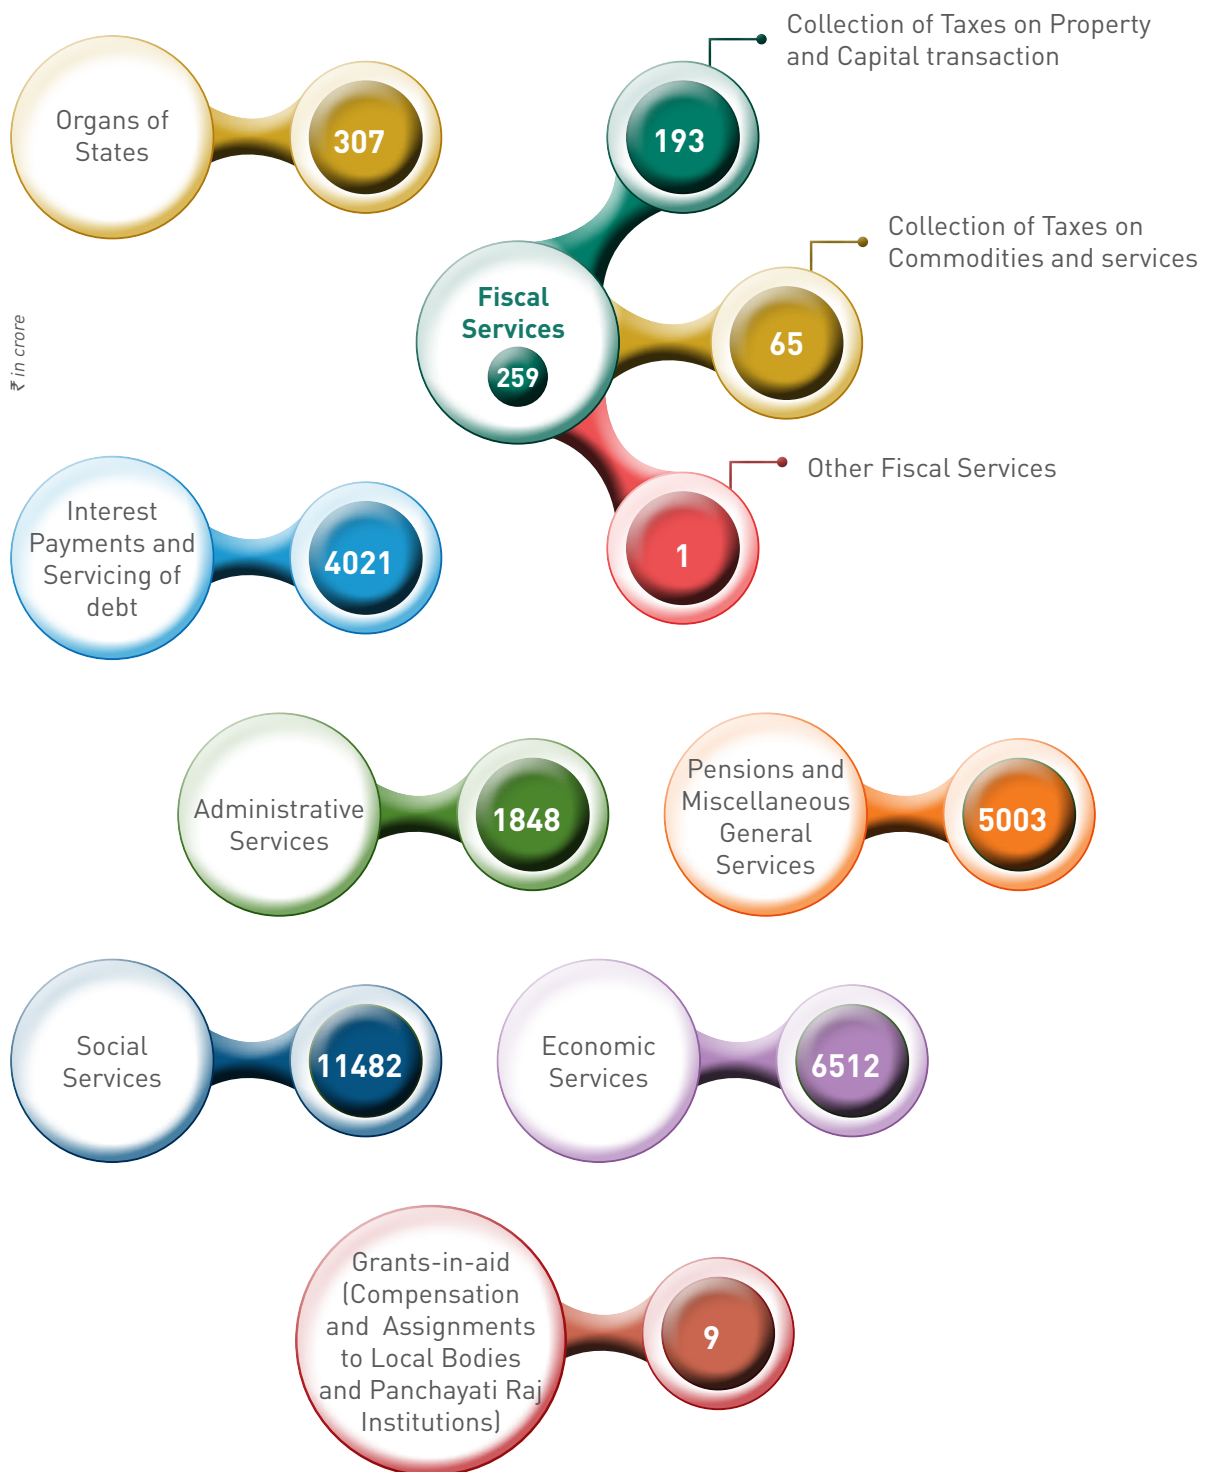 Collection of Taxes on Property
and Capital transaction
Organs of
States
307
193
Collection of Taxes on
Commodities and services
Fiscal
Services
259
65
₹ in crore
Other Fiscal Services
1
Interest
Payments and
Servicing of
debt
4021
Administrative
Services
1848
Pensions and
Miscellaneous
General
Services
5003
Social
Services
11482
Economic
Services
6512
Grants-in-aid
(Compensation
and Assignments
to Local Bodies
and Panchayati Raj
Institutions)
9